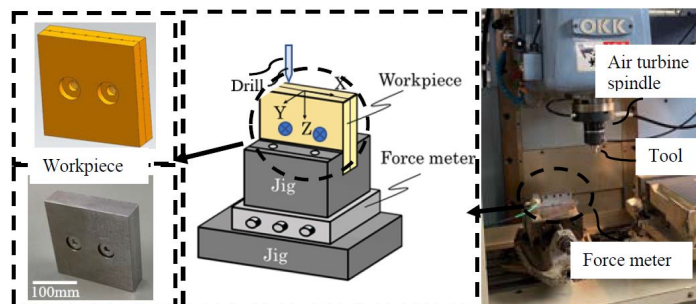 Workpiece
100mm
Drill
X
Workpiece
Y
Z
Force meter
Jig
Jig
OKK
Air turbine
spindle
Tool
Force meter